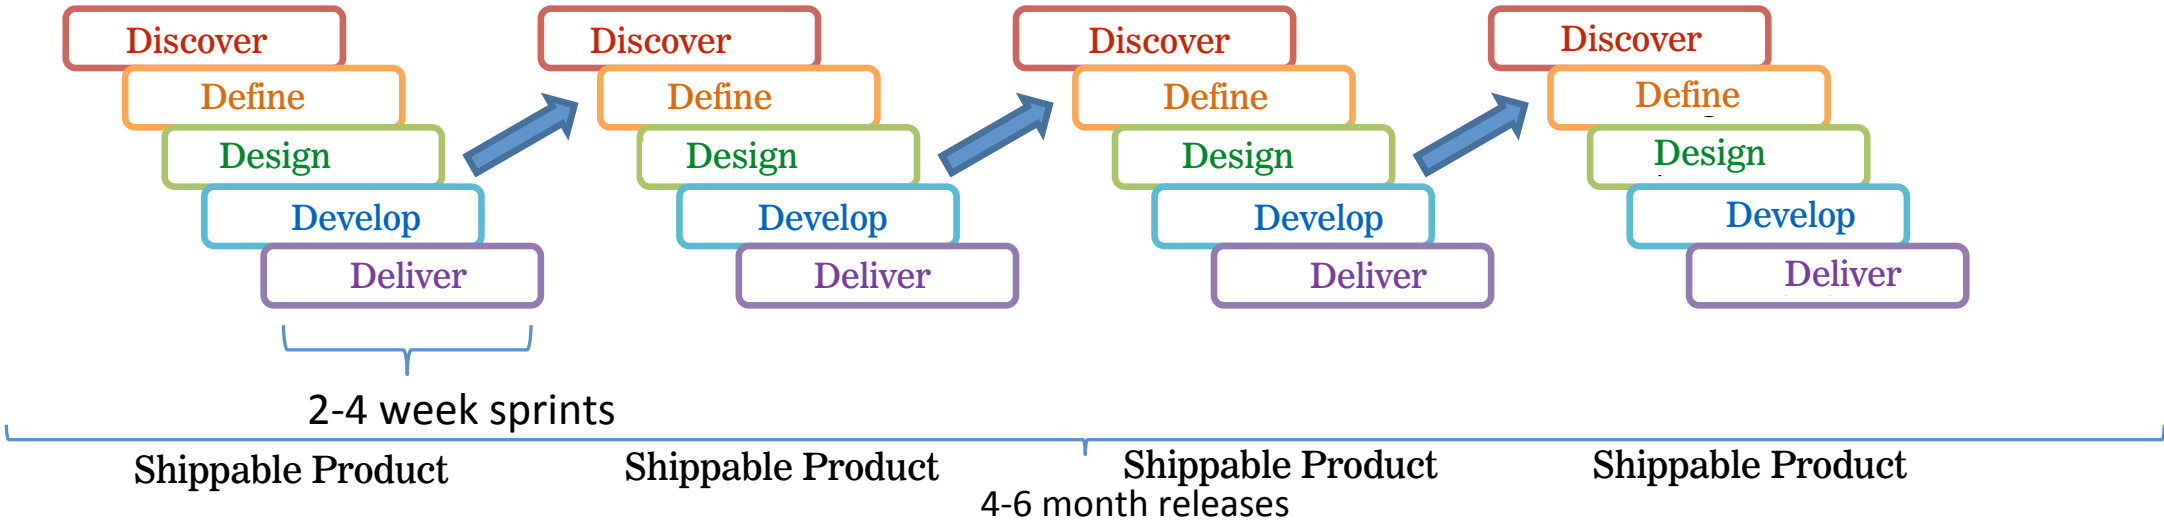 Discover
Define
Design
Develop
Deliver
Discover
Define
Design
Develop
Deliver
Discover
Define
Design
Develop
Deliver
Discover
Define
Design
Develop
Deliver
2-4 week sprints
Shippable Product
Shippable Product
Shippable Product
Shippable Product
4-6 month releases